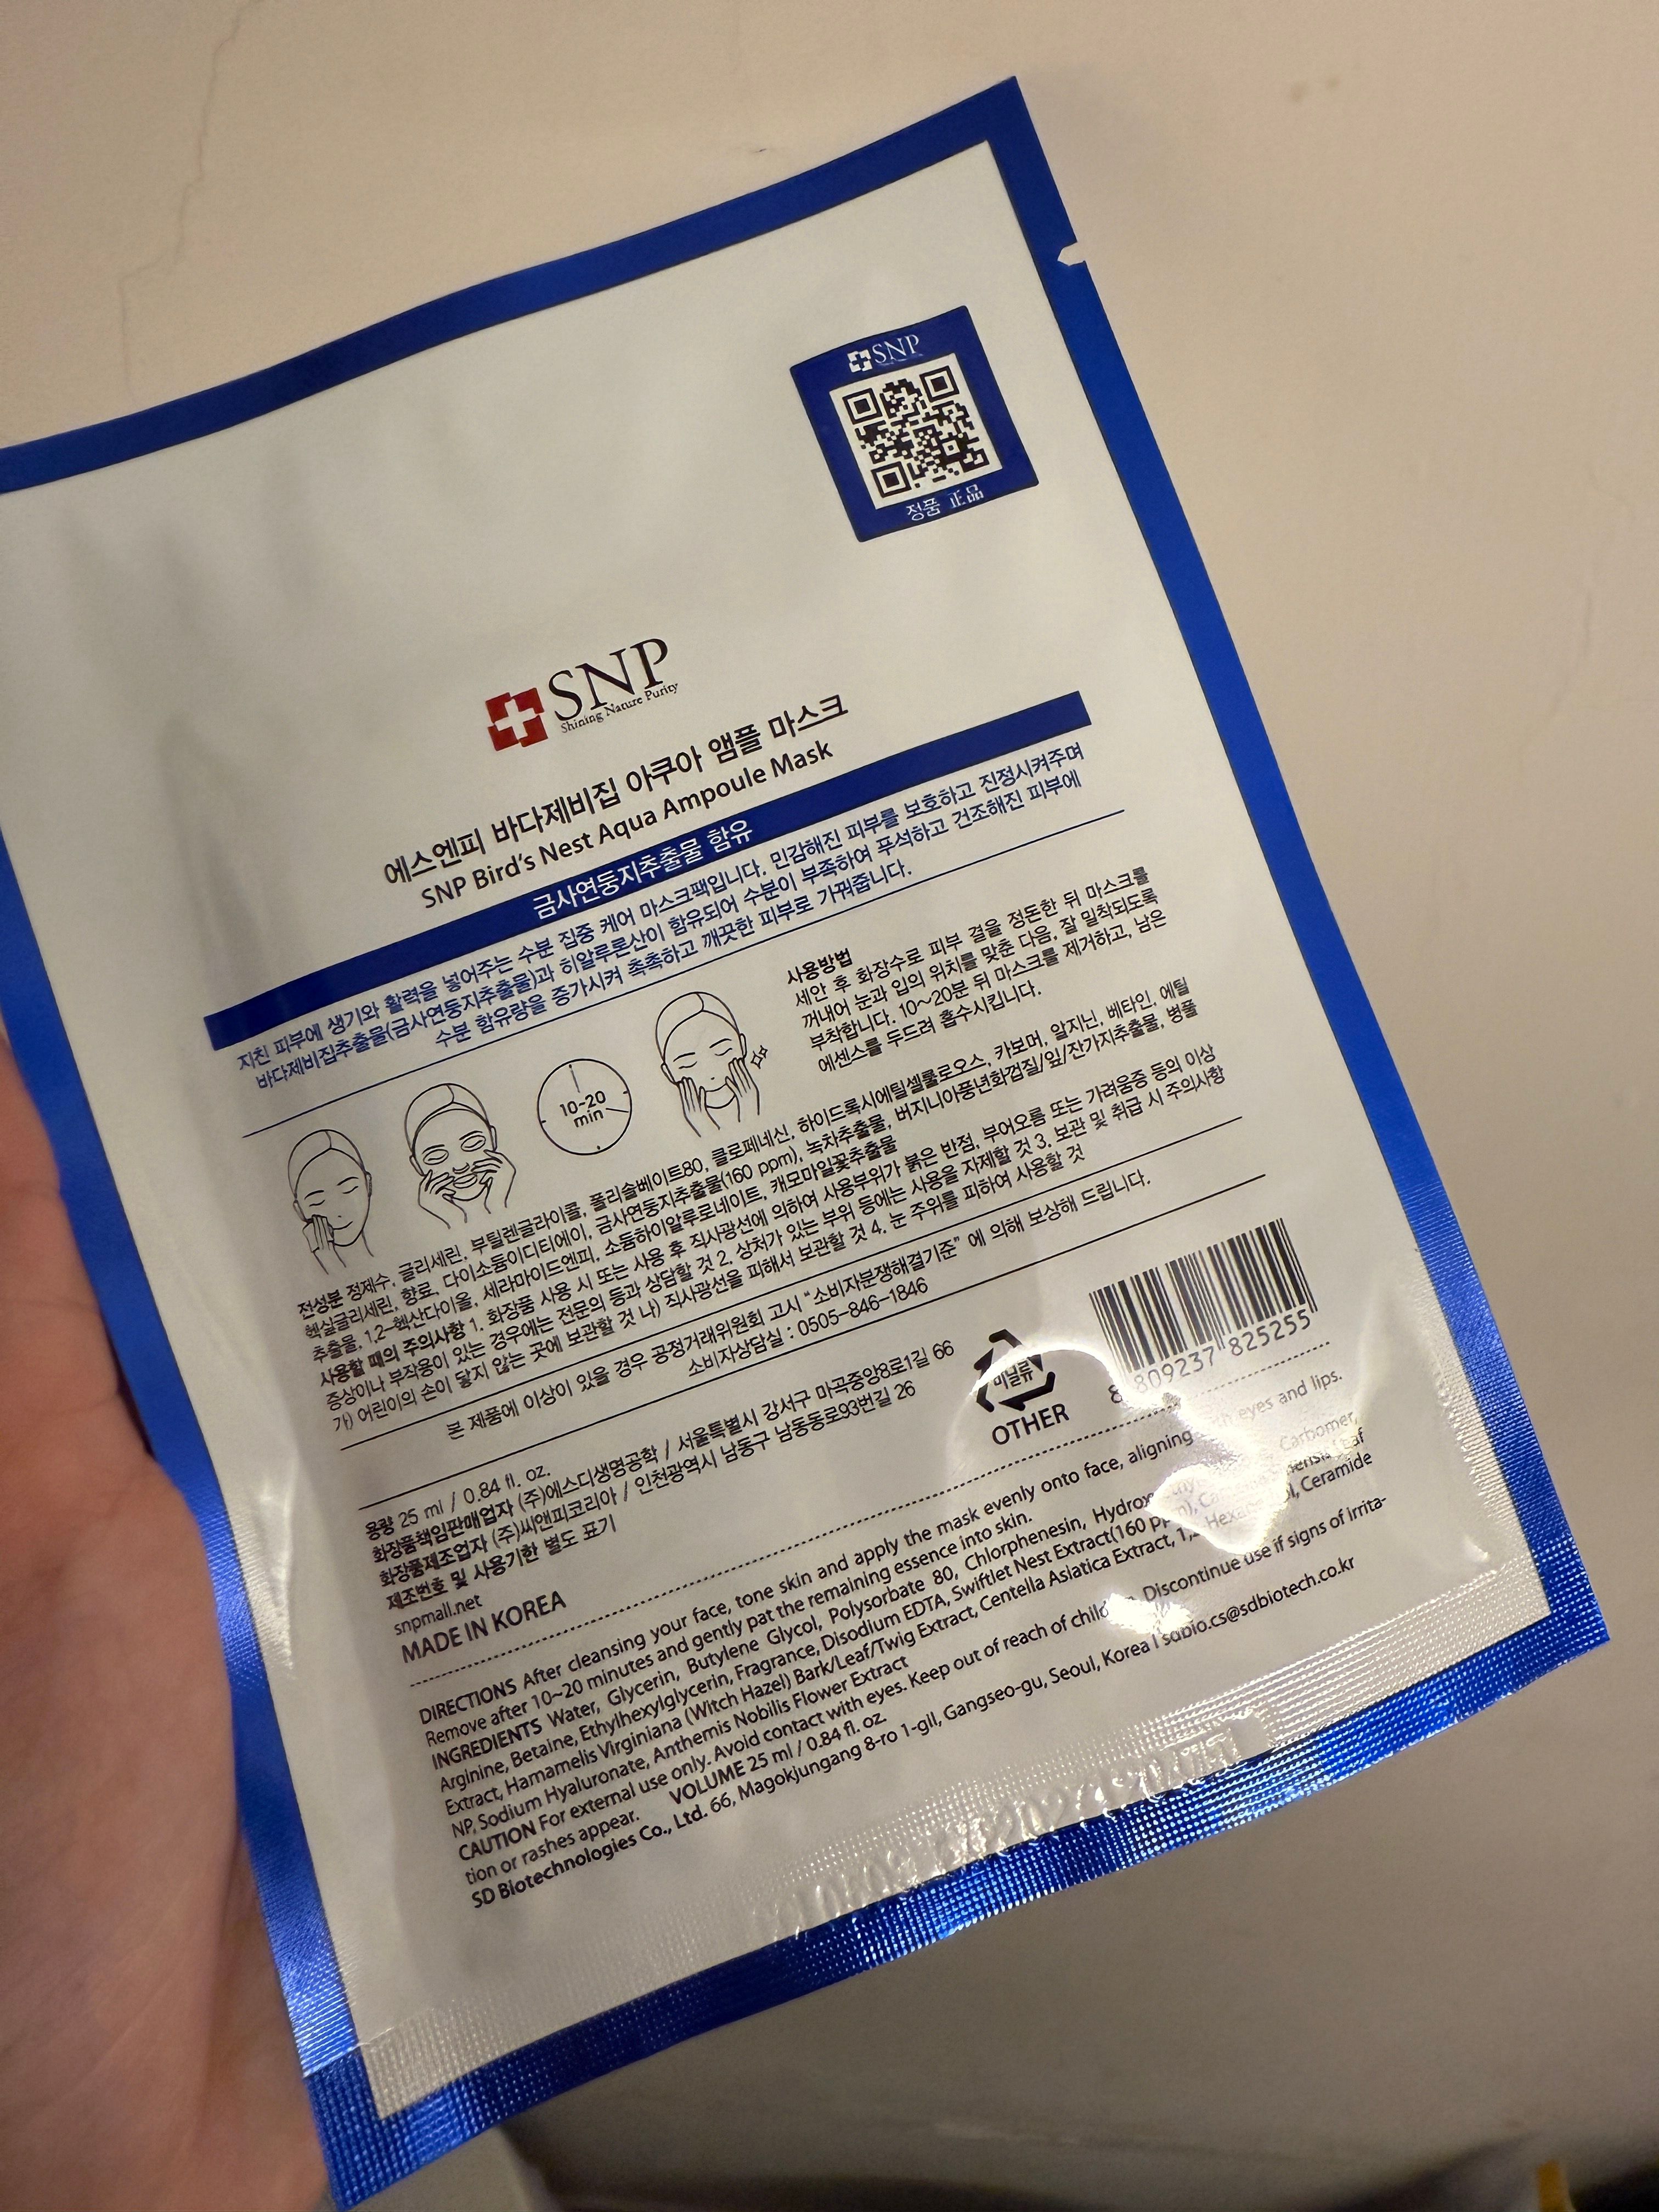 SNP
정품 正品
SNP
Shining Nature Purity
에스엔피 바다제비집 아쿠아 앰플 마스크
SNP Bird's Nest Aqua Ampoule Mask
금사연둥지추출물 함유
지친 피부에 생기와 활력을 넣어주는 수분 집중 케어 마스크팩입니다. 민감해진 피부를 보호하고 진정시켜주며
바다제비집추출물(금사연둥지추출물)과 히알루론산이 함유되어 수분이 부족하여 푸석하고 건조해진 피부에
수분 함유량을 증가시켜 촉촉하고 깨끗한 피부로 가꿔줍니다.
10~20
min
사용방법
세안 후 화장수로 피부 결을 정돈한 뒤 마스크를
꺼내어 눈과 입의 위치를 맞춘 다음, 잘 밀착되도록
부착합니다. 10~20분 뒤 마스크를 제거하고, 남은
에센스를 두드려 흡수시킵니다.
전성분 정제수, 글리세린, 부틸렌글라이콜, 폴리솔베이트80, 클로페네신, 하이드록시에틸셀룰로오스, 카보머, 알지닌, 베타인, 에틸
헥실글리세린, 향료, 다이소듐이디티에이, 금사연둥지추출물(160 ppm), 녹차추출물, 버지니아풍년화껍질/잎/잔가지추출물, 병풀
추출물, 1,2-헥산다이올, 세라마이드엔피, 소듐하이알루로네이트, 캐모마일꽃추출물
사용할 때의 주의사항 1. 화장품 사용 시 또는 사용 후 직사광선에 의하여 사용부위가 붉은 반점, 부어오름 또는 가려움증 등의 이상
증상이나 부작용이 있는 경우에는 전문의 등과 상담할 것 2. 상처가 있는 부위 등에는 사용을 자제할 것 3. 보관 및 취급 시 주의사항
가) 어린이의 손이 닿지 않는 곳에 보관할 것 나) 직사광선을 피해서 보관할 것 4. 눈 주위를 피하여 사용할 것
본 제품에 이상이 있을 경우 공정거래위원회 고시 "소비자분쟁해결기준" 에 의해 보상해 드립니다.
소비자상담실 : 0505-846-1846
용량 25 ml / 0.84 fl. oz.
화장품책임판매업자 (주)에스디생명공학 / 서울특별시 강서구 마곡중앙8로1길 66
화장품제조업자 (주)씨앤피코리아 / 인천광역시 남동구 남동동로93번길 26
제조번호 및 사용기한 별도 표기
snpmall.net
MADE IN KOREA
비닐류
OTHER
8 809237 825255
DIRECTIONS After cleansing your face, tone skin and apply the mask evenly onto face, aligning eyes and lips.
Remove after 10~20 minutes and gently pat the remaining essence into skin.
INGREDIENTS Water, Glycerin, Butylene Glycol, Polysorbate 80, Chlorphenesin, Carbomer,
Arginine, Betaine, Ethylhexylglycerin, Fragrance, Disodium EDTA, Swiftlet Nest Extract(160 Leaf
Extract, Hamamelis Virginiana (Witch Hazel) Bark/Leaf/Twig Extract, Centella Asiatica Extract, Ceramide
NP, Sodium Hyaluronate, Anthemis Nobilis Flower Extract
CAUTION For external use only. Avoid contact with eyes. Keep out of reach of Discontinue use if signs of irrita-
tion or rashes appear. VOLUME 25 ml / 0.84 fl. oz.
SD Biotechnologies Co., Ltd. 66, Magokjungang 8-ro 1-gil, Gangseo-gu, Seoul, Korea l sdbio.cs@sdbiotech.co.kr